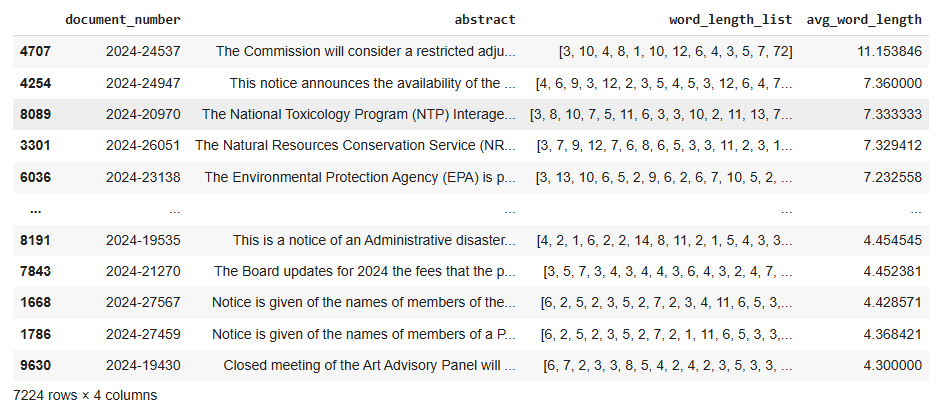 document_number abstract word_length_list avg_word_length
4707 2024-24537 The Commission will consider a restricted adju... [3, 10, 4, 8, 1, 10, 12, 6, 4, 3, 5, 7, 72] 11.153846
4254 2024-24947 This notice announces the availability of the ... [4, 6, 9, 3, 12, 2, 3, 5, 4, 5, 3, 12, 6, 4, 7... 7.360000
8089 2024-20970 The National Toxicology Program (NTP) Interage... [3, 8, 10, 7, 5, 11, 6, 3, 3, 10, 2, 11, 13, 7... 7.333333
3301 2024-26051 The Natural Resources Conservation Service (NR... [3, 7, 9, 12, 7, 6, 8, 6, 5, 3, 3, 11, 2, 3, 1... 7.329412
6036 2024-23138 The Environmental Protection Agency (EPA) is p... [3, 13, 10, 6, 5, 2, 9, 6, 2, 6, 7, 10, 5, 2, ... 7.232558
... ... ... ... ...
8191 2024-19535 This is a notice of an Administrative disaster... [4, 2, 1, 6, 2, 2, 14, 8, 11, 2, 1, 5, 4, 3, 3... 4.454545
7843 2024-21270 The Board updates for 2024 the fees that the p... [3, 5, 7, 3, 4, 3, 4, 4, 3, 6, 4, 3, 2, 4, 7, ... 4.452381
1668 2024-27567 Notice is given of the names of members of the... [6, 2, 5, 2, 3, 5, 2, 7, 2, 3, 4, 11, 6, 5, 3,... 4.428571
1786 2024-27459 Notice is given of the names of members of a P... [6, 2, 5, 2, 3, 5, 2, 7, 2, 1, 11, 6, 5, 3, 3,... 4.368421
9630 2024-19430 Closed meeting of the Art Advisory Panel will ... [6, 7, 2, 3, 3, 8, 5, 4, 2, 4, 2, 3, 5, 3, 3, ... 4.300000
7224 rows × 4 columns